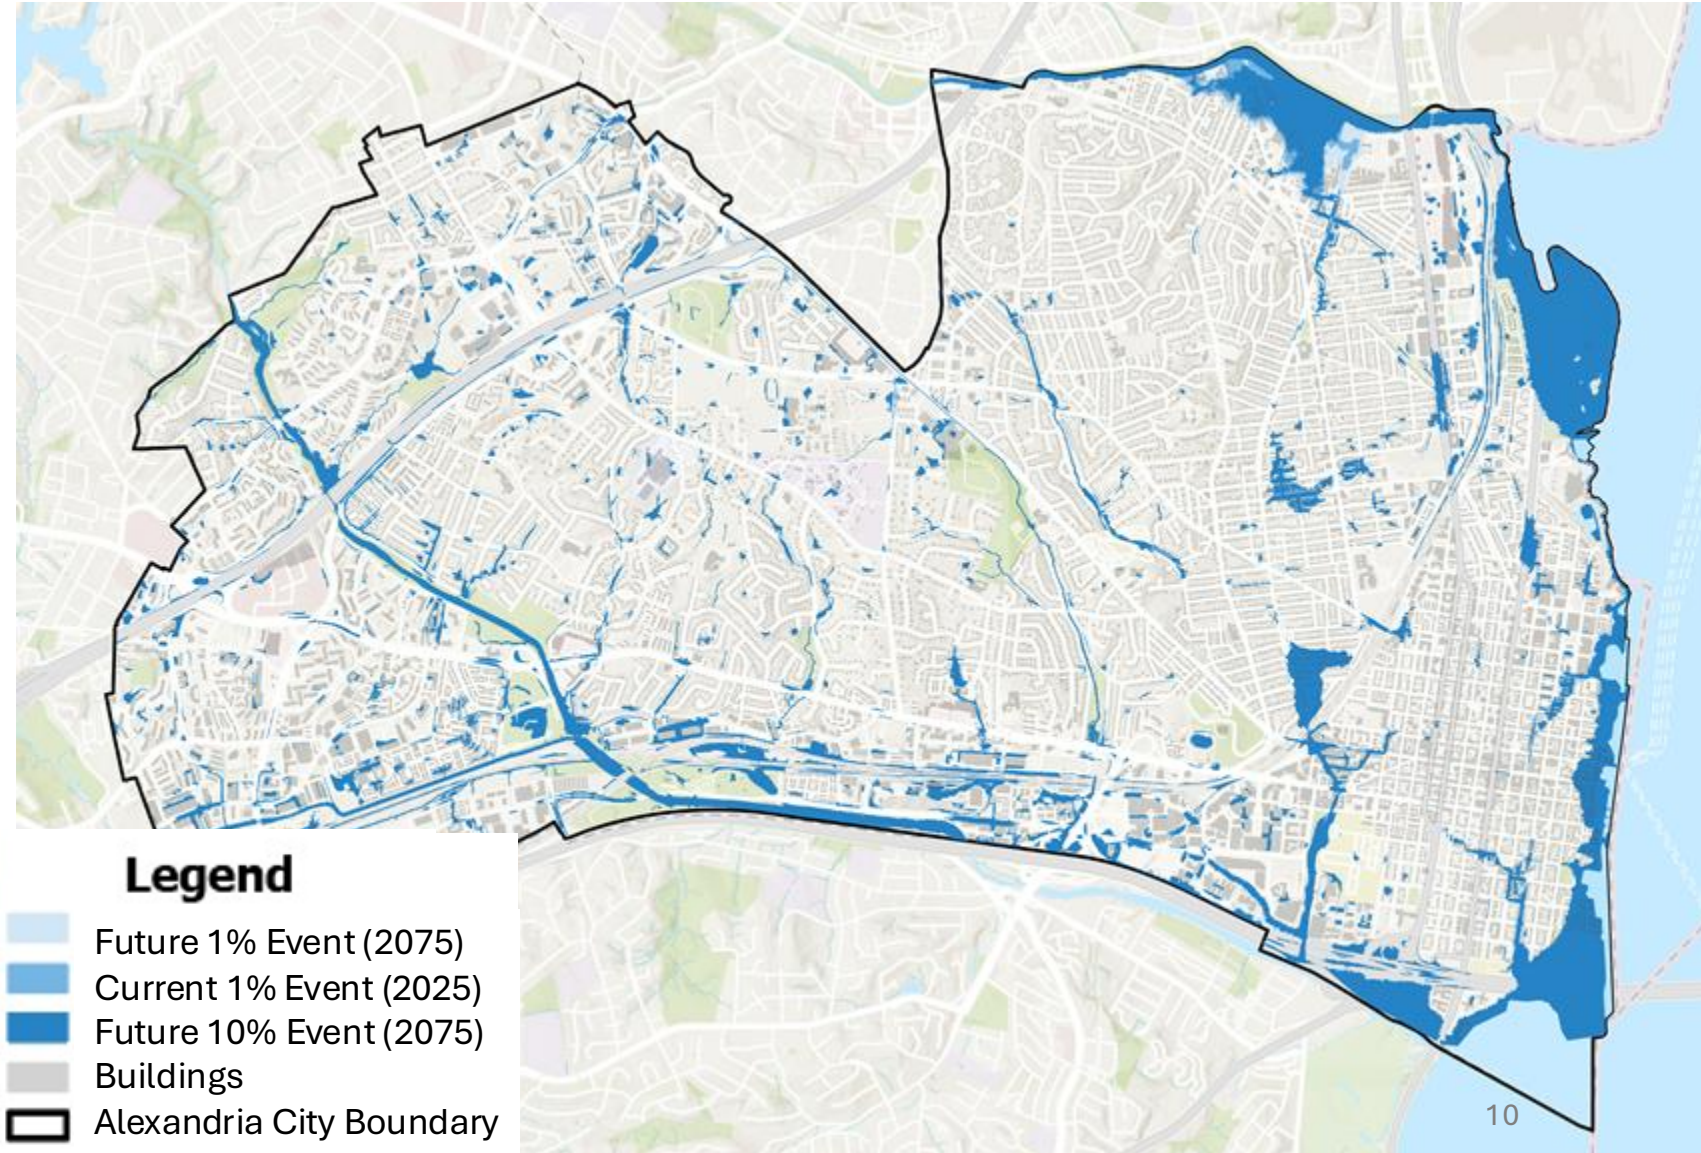 Legend
Future 1% Event (2075)
Current 1% Event (2025)
Future 10% Event (2075)
Buildings
Alexandria City Boundary
10